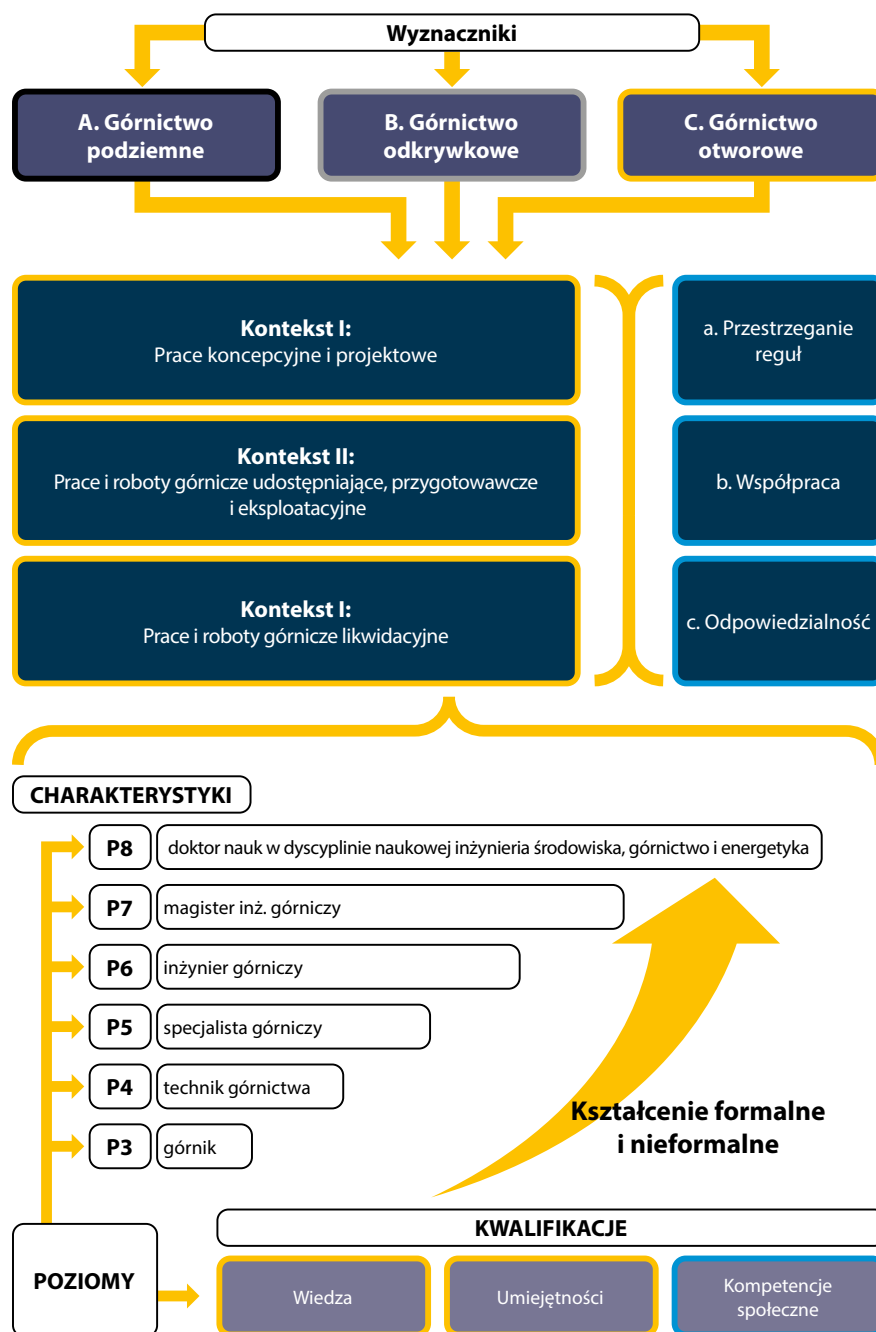 Wyznaczniki
A. Górnictwo
podziemne
B. Górnictwo
odkrywkowe
C. Górnictwo
otworowe
Kontekst I:
Prace koncepcyjne i projektowe
a. Przestrzeganie
reguł
Kontekst II:
Prace i roboty górnicze udostępniające, przygotowawcze
i eksploatacyjne
b. Współpraca
Kontekst I:
Prace i roboty górnicze likwidacyjne
c. Odpowiedzialność
CHARAKTERYSTYKI
P8 doktor nauk w dyscyplinie naukowej inżynieria środowiska, górnictwo i energetyka
P7 magister inż. górniczy
P6 inżynier górniczy
P5 specjalista górniczy
P4 technik górnictwa
P3 górnik
Kształcenie formalne
i nieformalne
POZIOMY
KWALIFIKACJE
Wiedza
Umiejętności
Kompetencje
społeczne